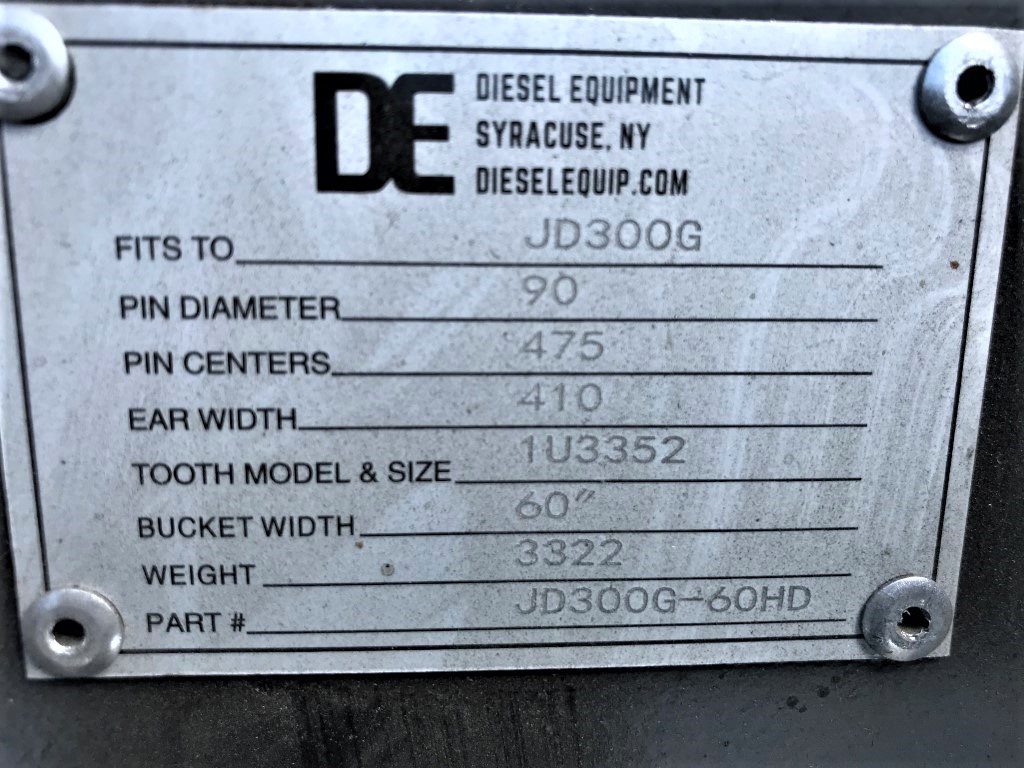 DE
DIESEL EQUIPMENT
SYRACUSE, NY
DIESELEQUIP.COM
FITS TO JD300G
PIN DIAMETER 90
PIN CENTERS 475
EAR WIDTH 410
TOOTH MODEL & SIZE 1U3352
BUCKET WIDTH 60"
WEIGHT 3322
PART # JD300G-60HD